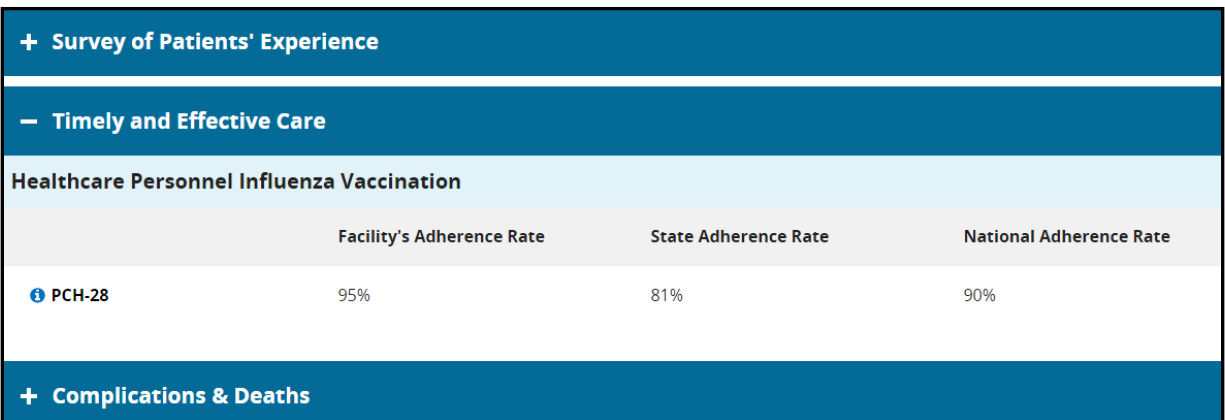 + Survey of Patients' Experience
− Timely and Effective Care
Healthcare Personnel Influenza Vaccination
Facility's Adherence Rate State Adherence Rate National Adherence Rate
PCH-28 95% 81% 90%
+ Complications & Deaths